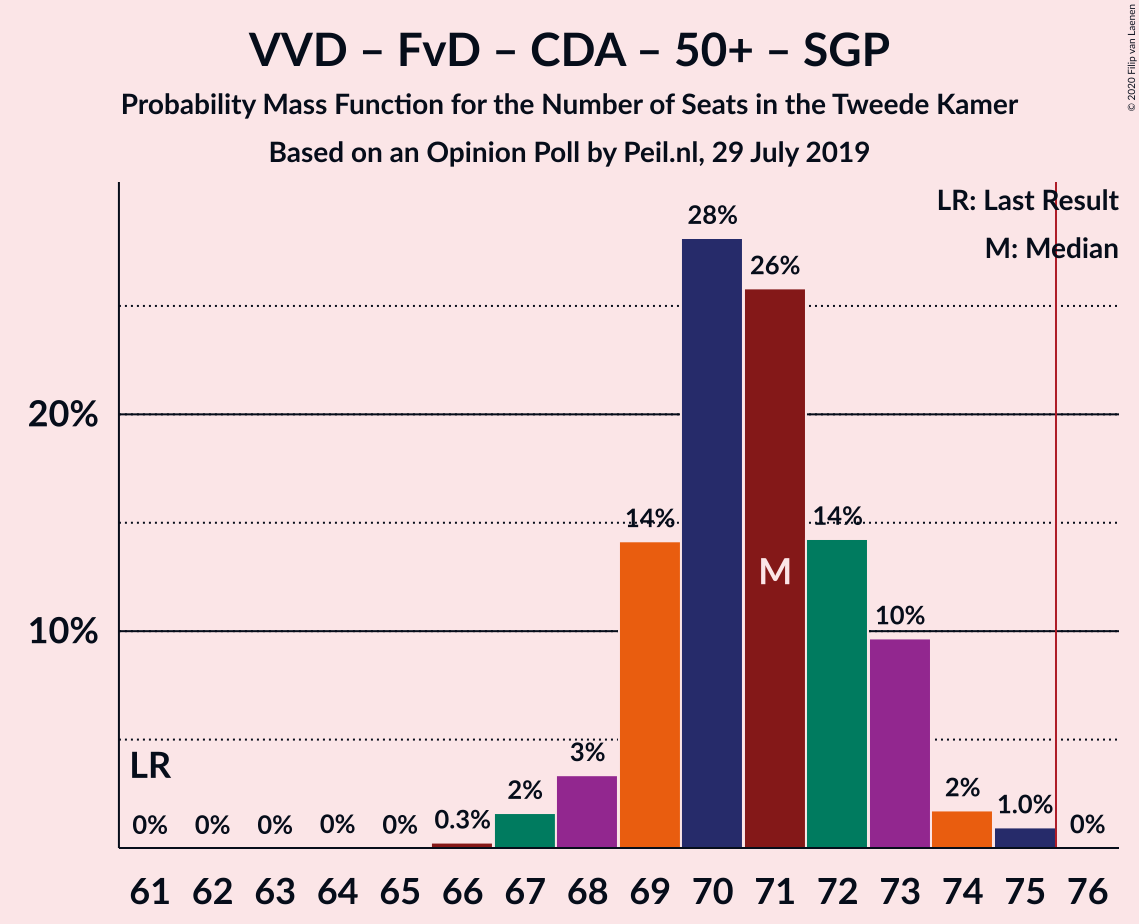 VVD – FvD – CDA – 50+ – SGP
Probability Mass Function for the Number of Seats in the Tweede Kamer
Based on an Opinion Poll by Peil.nl, 29 July 2019
© 2020 Filip van Laenen
LR: Last Result
M: Median
28%
26%
20%
14%
14%
M
10%
10%
LR
3%
2%
2%
1.0%
0.3%
0%
0%
0%
0%
0%
0%
61 62 63 64 65 66 67 68 69 70 71 72 73 74 75 76